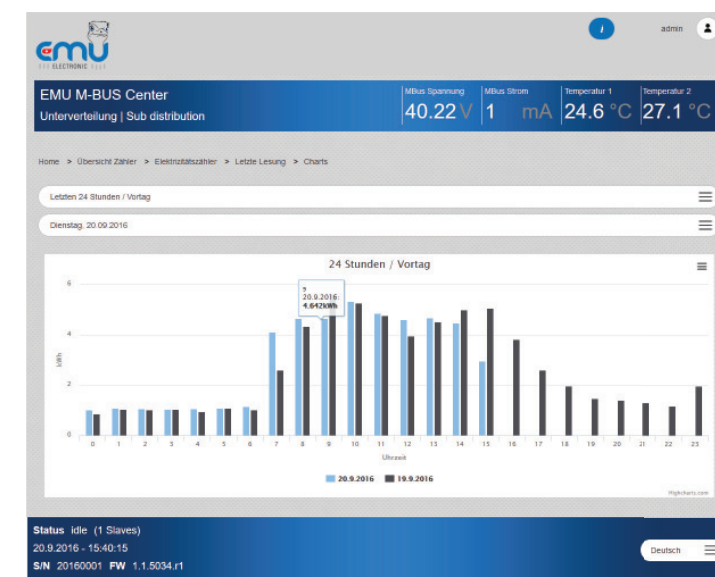 emu
ELECTRONIC
i
admin
EMU M-BUS Center
Unterverteilung | Sub distribution
MBus Spannung
40.22 V
MBus Strom
1 mA
Temperatur 1
24.6 °C
Temperatur 2
27.1 °C
Home > Übersicht Zähler > Elektrizitätszähler > Letzte Lesung > Charts
Letzten 24 Stunden / Vortag
Dienstag, 20.09.2016
24 Stunden / Vortag
9
20.9.2016:
4.642kWh
kWh
6
4
2
0
0 1 2 3 4 5 6 7 8 9 10 11 12 13 14 15 16 17 18 19 20 21 22 23
Uhrzeit
20.9.2016 19.9.2016
Highcharts.com
Status idle (1 Slaves)
20.9.2016 - 15:40:15
S/N 20160001 FW 1.1.5034.r1
Deutsch